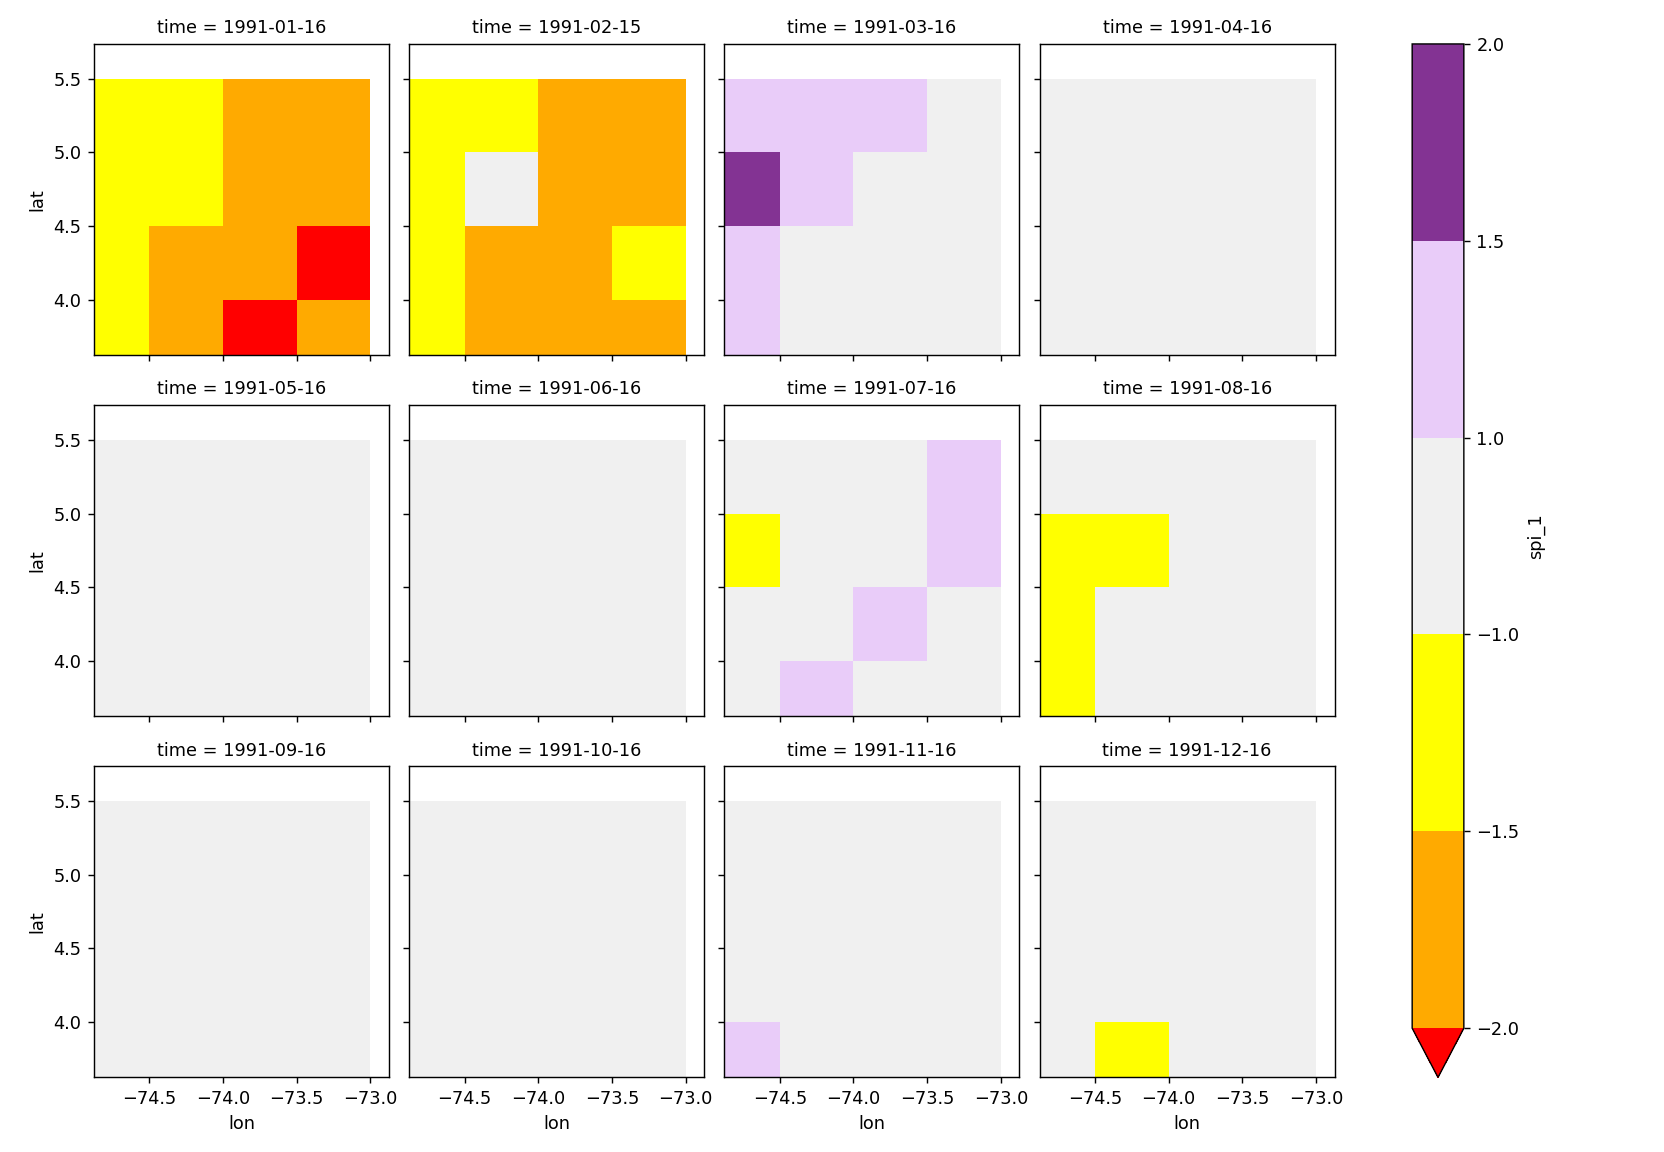 time = 1991-01-16
time = 1991-02-15
time = 1991-03-16
time = 1991-04-16
5.5
5.0
4.5
4.0
lat
time = 1991-05-16
time = 1991-06-16
time = 1991-07-16
time = 1991-08-16
5.5
5.0
4.5
4.0
lat
time = 1991-09-16
time = 1991-10-16
time = 1991-11-16
time = 1991-12-16
5.5
5.0
4.5
4.0
lat
−74.5 −74.0 −73.5 −73.0
lon
−74.5 −74.0 −73.5 −73.0
lon
−74.5 −74.0 −73.5 −73.0
lon
−74.5 −74.0 −73.5 −73.0
lon
2.0
1.5
1.0
−1.0
−1.5
−2.0
spi_1